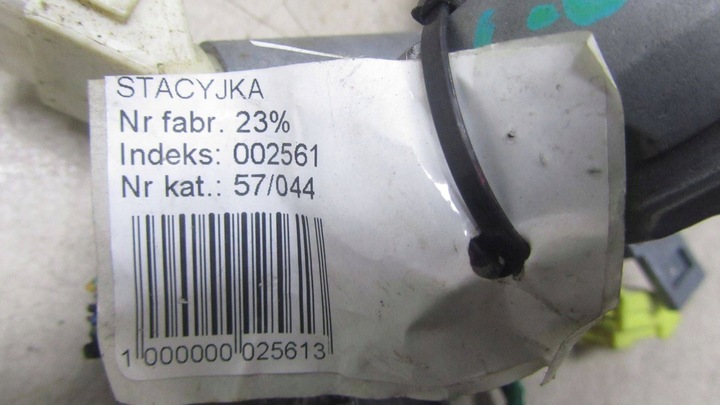 STACYJKA
Nr fabr. 23%
Indeks: 002561
Nr kat.: 57/044
1 000000 025613